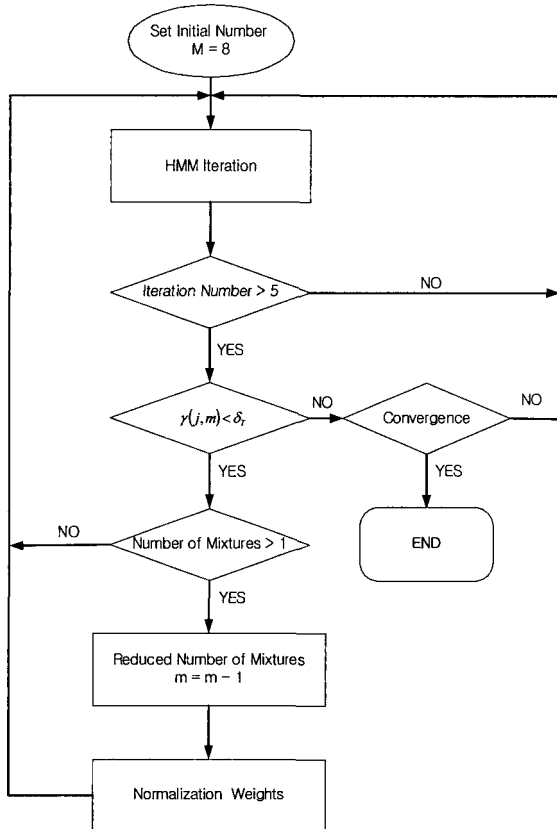 Set Initial Number
M = 8
HMM Iteration
Iteration Number > 5
NO
YES
γ(j,m)<δ_T
NO
Convergence
NO
YES
YES
Number of Mixtures > 1
NO
END
YES
Reduced Number of Mixtures
m = m − 1
Normalization Weights